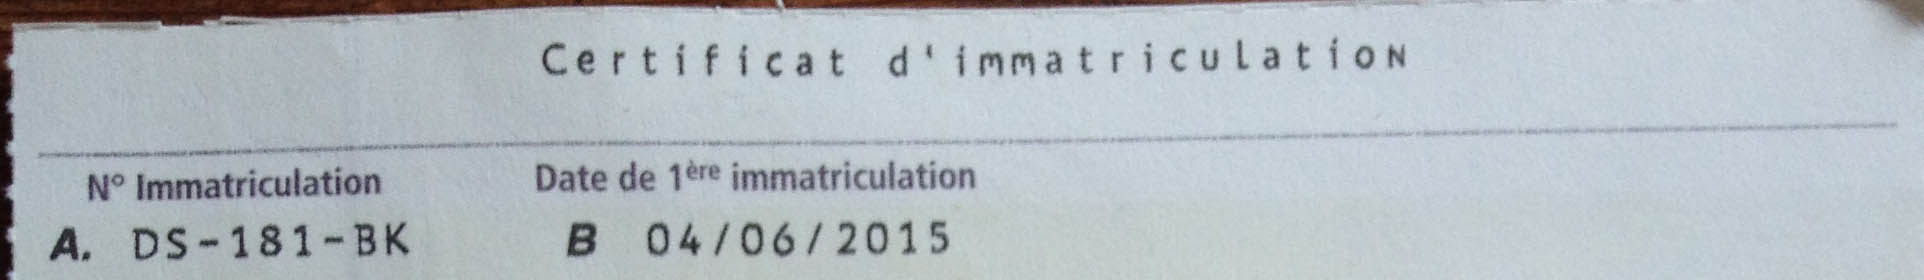 Certificat d'immatriculation
N° Immatriculation Date de 1ère immatriculation
A. DS-181-BK B 04/06/2015